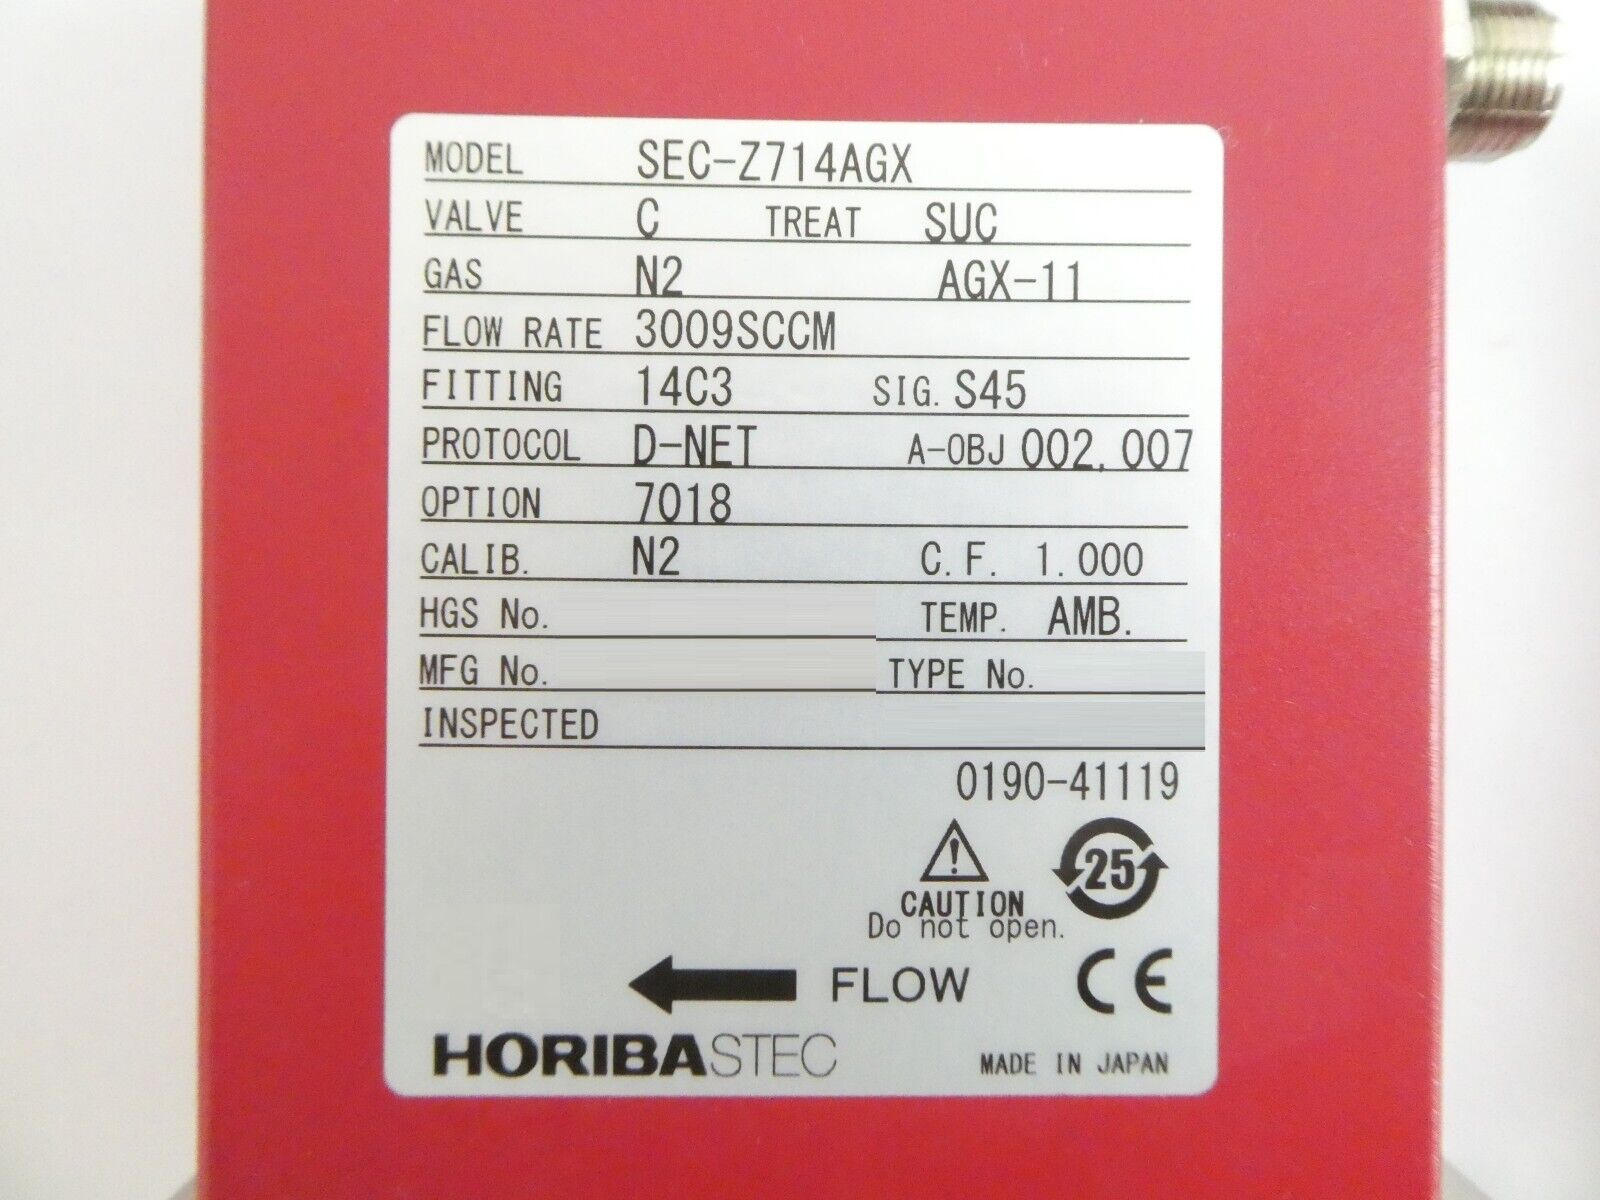 MODEL SEC-Z714AGX
VALVE C TREAT SUC
GAS N2 AGX-11
FLOW RATE 3009SCCM
FITTING 14C3 SIG. S45
PROTOCOL D-NET A-OBJ 002,007
OPTION 7018
CALIB. N2 C.F. 1.000
HGS No. TEMP. AMB.
MFG No. TYPE No.
INSPECTED
0190-41119
25
CAUTION
Do not open.
FLOW CE
HORIBASTEC MADE IN JAPAN